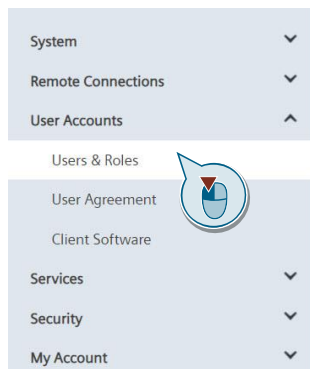 System
Remote Connections
User Accounts
Users & Roles
User Agreement
Client Software
Services
Security
My Account